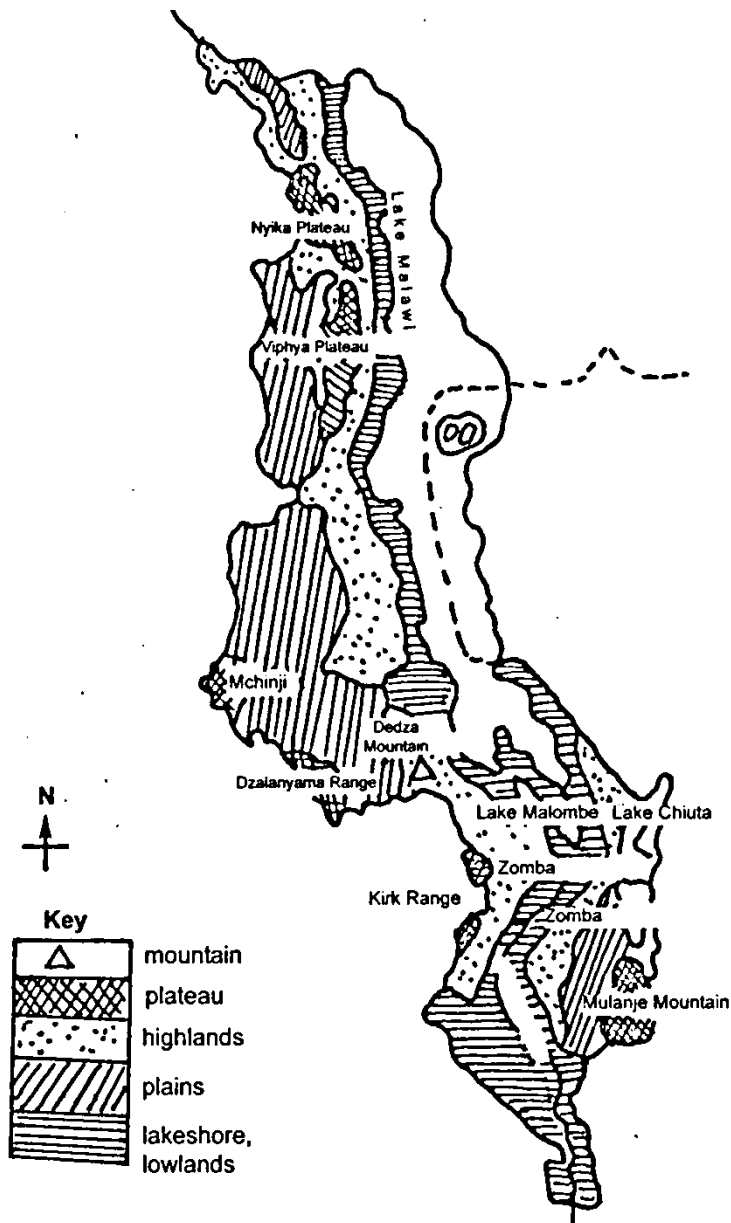 Nyika Plateau
Lake Malawi
Viphya Plateau
Mchinji
Dedza
Mountain
Dzalanyama Range
Lake Malombe
Lake Chiuta
Zomba
Kirk Range
Zomba
Mulanje Mountain
N
Key
mountain
plateau
highlands
plains
lakeshore,
lowlands